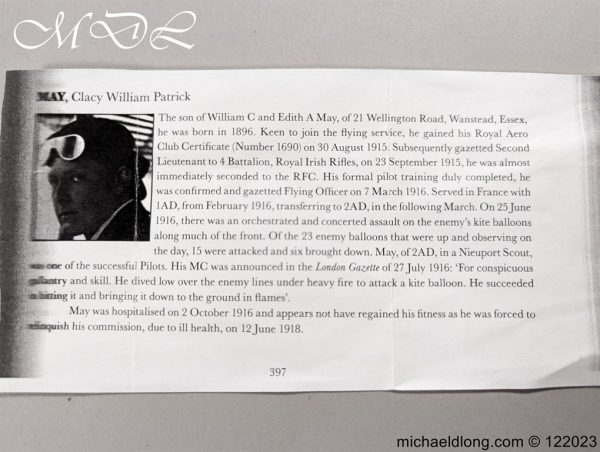 MDL
MAY, Clacy William Patrick
The son of William C and Edith A May, of 21 Wellington Road, Wanstead, Essex,
he was born in 1896. Keen to join the flying service, he gained his Royal Aero
Club Certificate (Number 1690) on 30 August 1915. Subsequently gazetted Second
Lieutenant to 4 Battalion, Royal Irish Rifles, on 23 September 1915, he was almost
immediately seconded to the RFC. His formal pilot training duly completed, he
was confirmed and gazetted Flying Officer on 7 March 1916. Served in France with
1AD, from February 1916, transferring to 2AD, in the following March. On 25 June
1916, there was an orchestrated and concerted assault on the enemy's kite balloons
along much of the front. Of the 23 enemy balloons that were up and observing on
the day, 15 were attacked and six brought down. May, of 2AD, in a Nieuport Scout,
was one of the successful Pilots. His MC was announced in the London Gazette of 27 July 1916: 'For conspicuous
gallantry and skill. He dived low over the enemy lines under heavy fire to attack a kite balloon. He succeeded
in hitting it and bringing it down to the ground in flames'.
May was hospitalised on 2 October 1916 and appears not have regained his fitness as he was forced to
relinquish his commission, due to ill health, on 12 June 1918.
397
michaeldlong.com © 122023